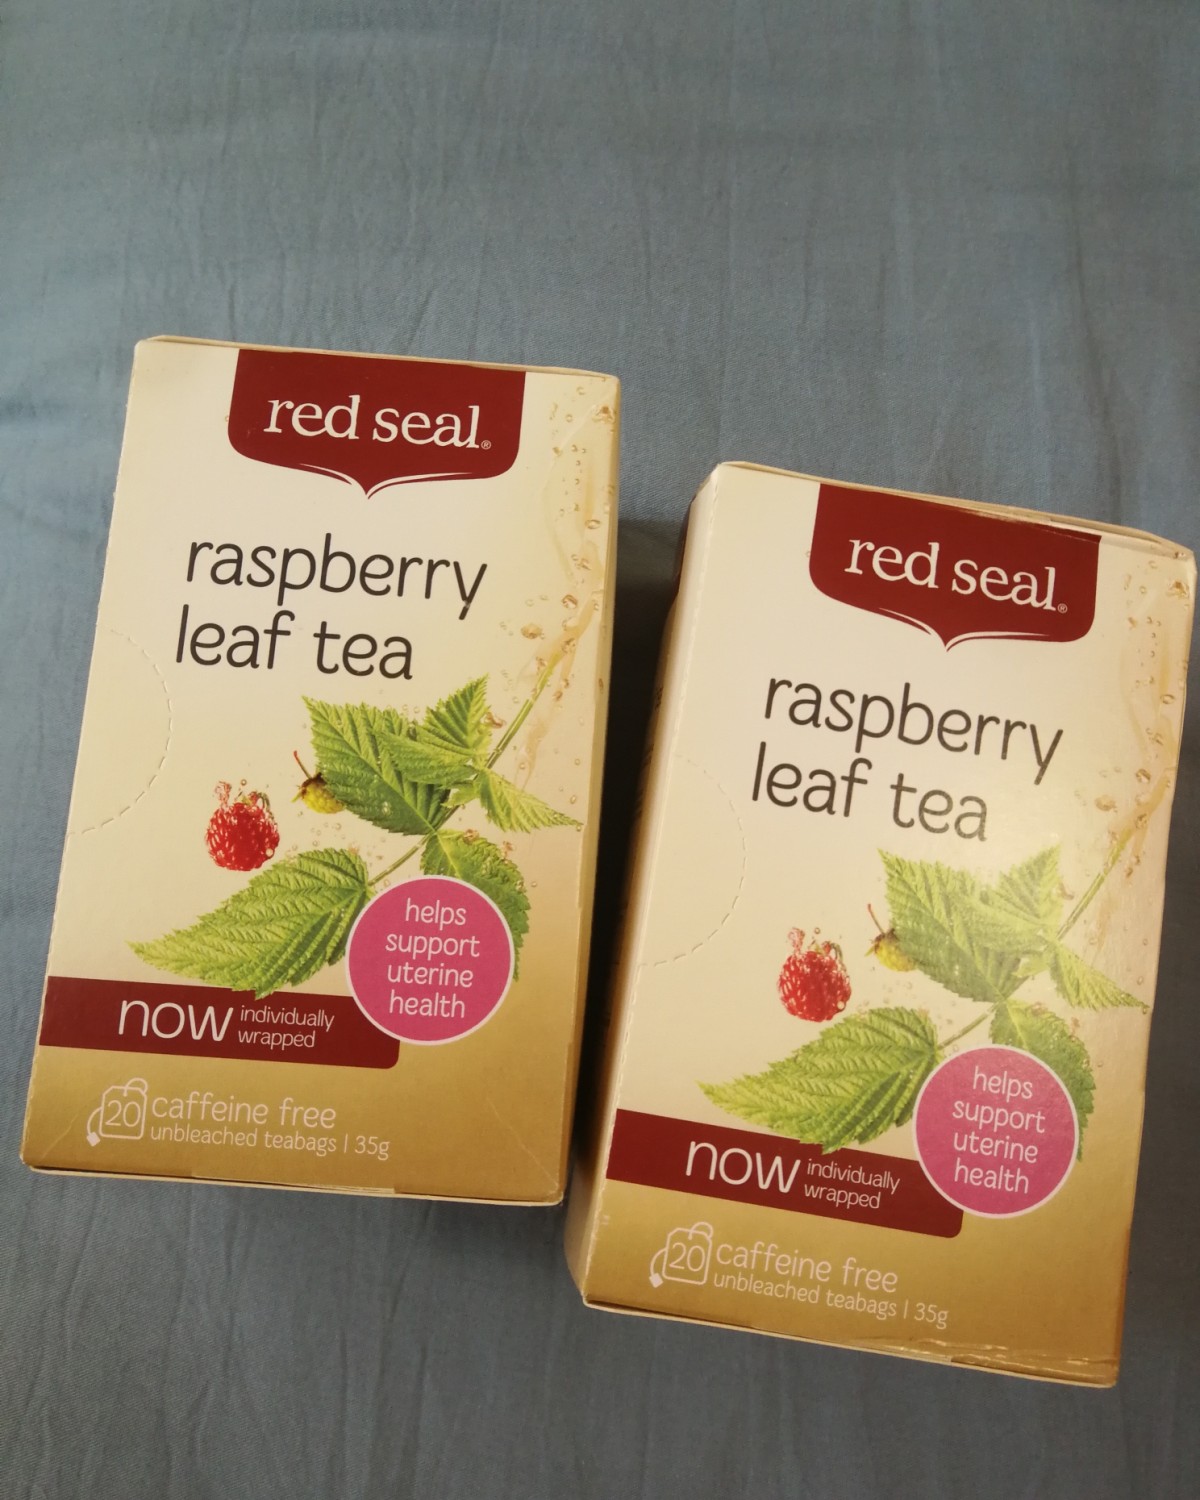 red seal®
raspberry
leaf tea
helps
support
uterine
health
now individually
wrapped
20 caffeine free
unbleached teabags | 35g
red seal®
raspberry
leaf tea
helps
support
uterine
health
now individually
wrapped
20 caffeine free
unbleached teabags | 35g